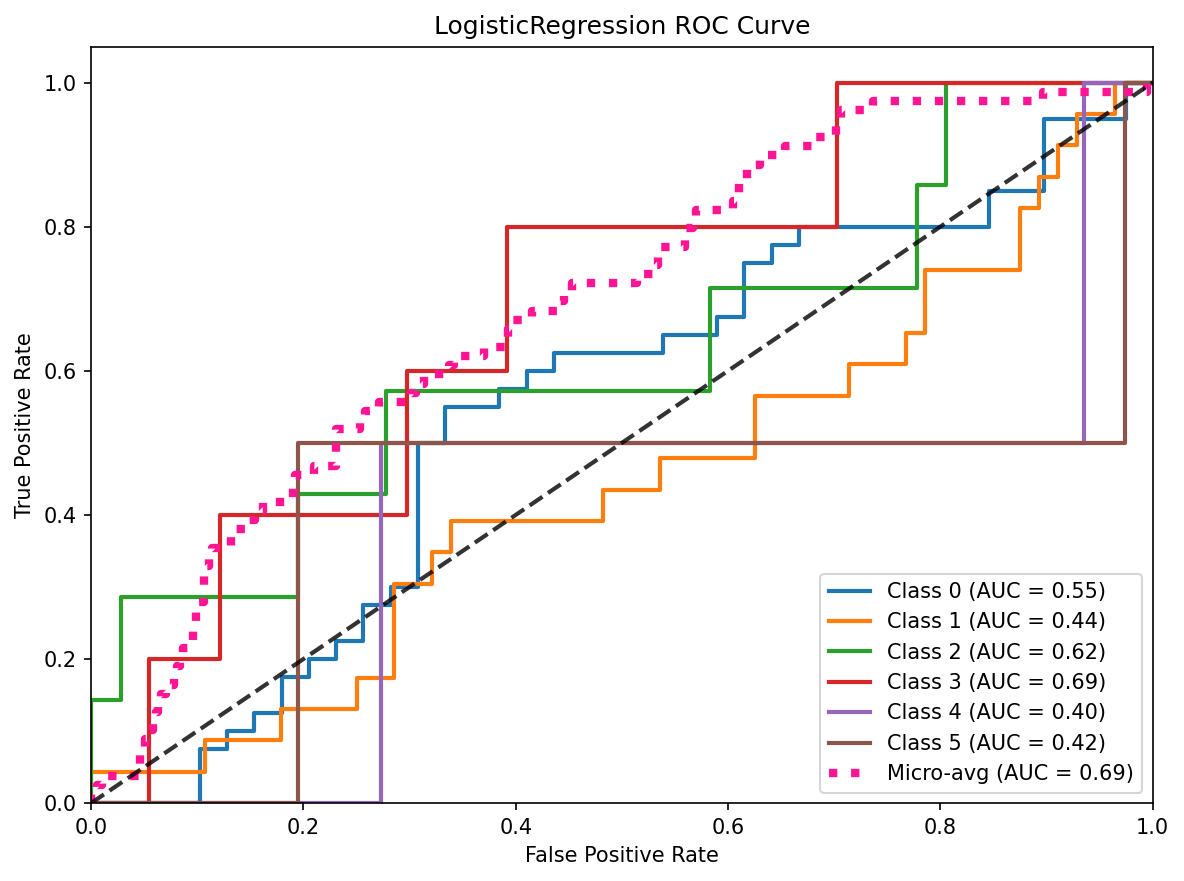 LogisticRegression ROC Curve
True Positive Rate
1.0
0.8
0.6
0.4
0.2
0.0
0.0 0.2 0.4 0.6 0.8 1.0
False Positive Rate
Class 0 (AUC = 0.55)
Class 1 (AUC = 0.44)
Class 2 (AUC = 0.62)
Class 3 (AUC = 0.69)
Class 4 (AUC = 0.40)
Class 5 (AUC = 0.42)
Micro-avg (AUC = 0.69)